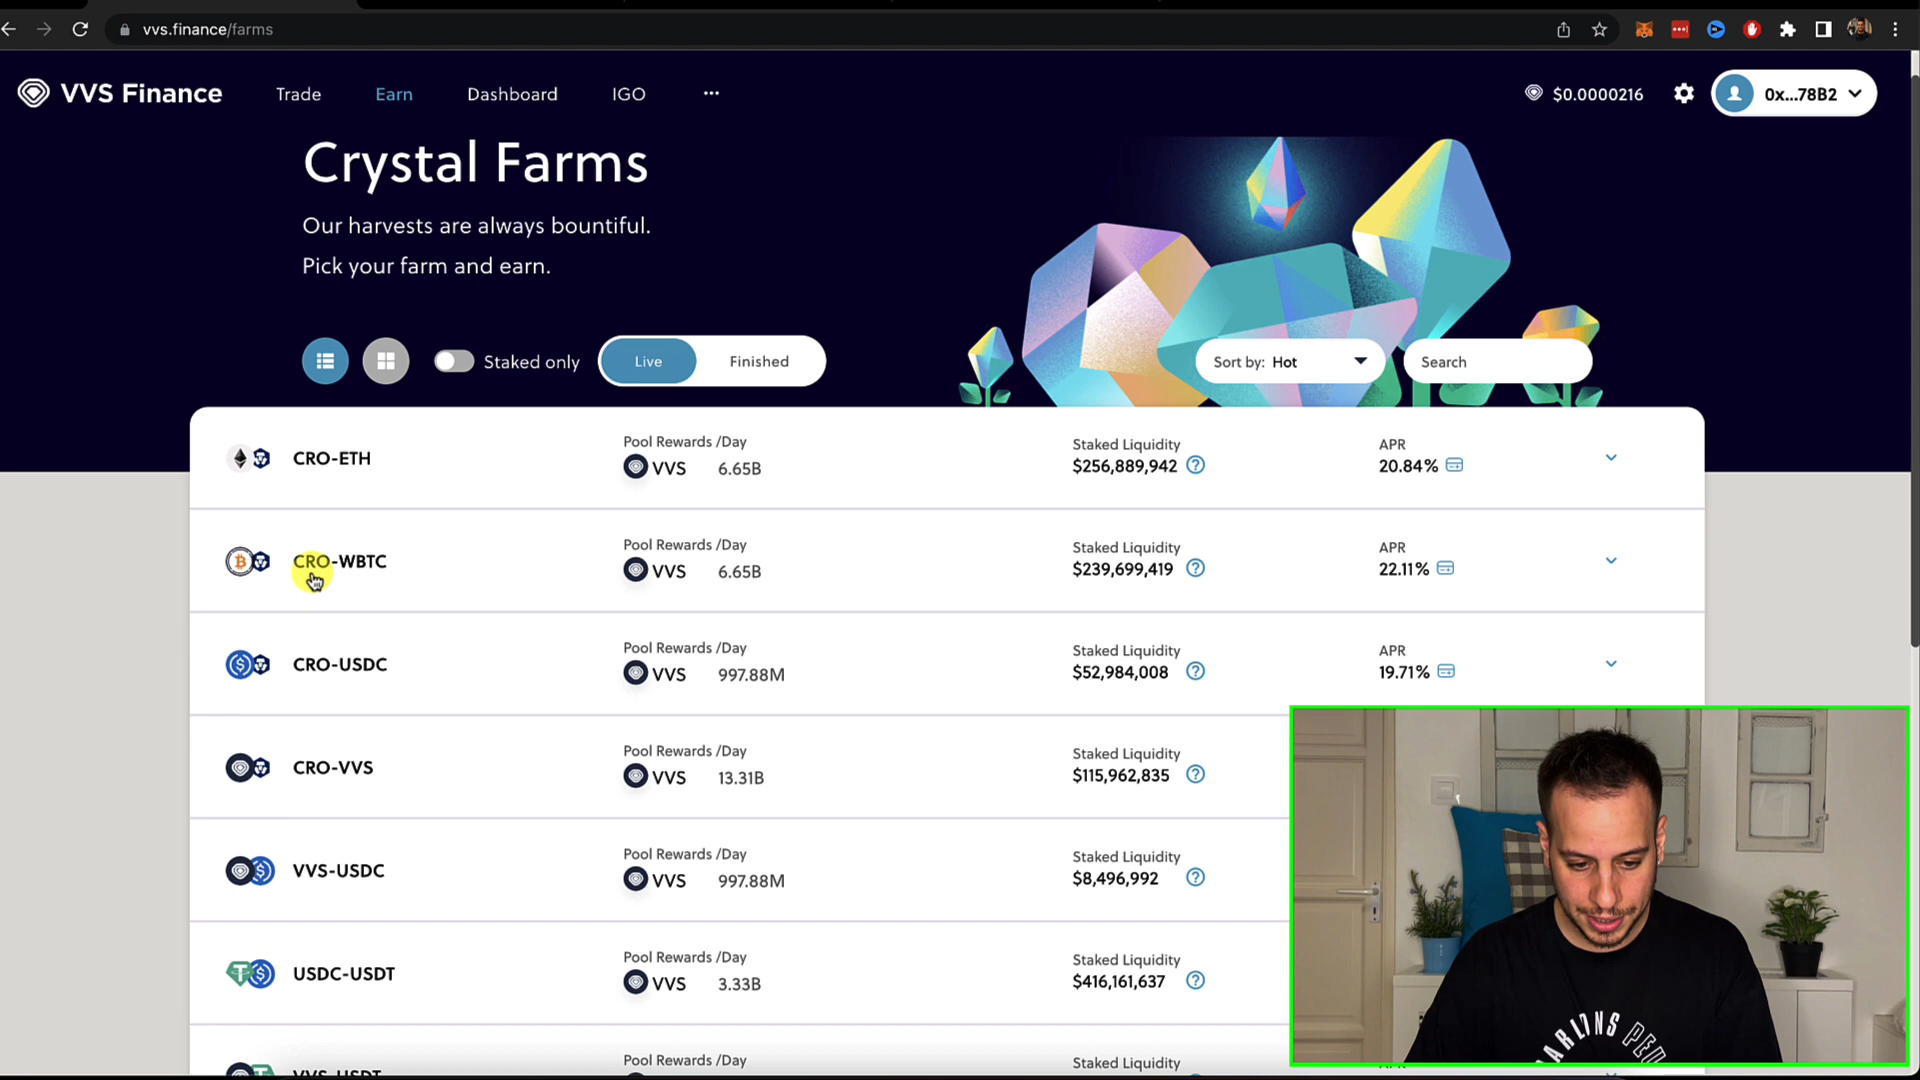 vvs.finance/farms
VVS Finance
Trade
Earn
Dashboard
IGO
$0.0000216
0x...78B2
Crystal Farms
Our harvests are always bountiful.
Pick your farm and earn.
Staked only
Live
Finished
Sort by: Hot
Search
CRO-ETH
Pool Rewards /Day
VVS 6.65B
Staked Liquidity
$256,889,942
APR
20.84%
CRO-WBTC
Pool Rewards /Day
VVS 6.65B
Staked Liquidity
$239,699,419
APR
22.11%
CRO-USDC
Pool Rewards /Day
VVS 997.88M
Staked Liquidity
$52,984,008
APR
19.71%
CRO-VVS
Pool Rewards /Day
VVS 13.31B
Staked Liquidity
$115,962,835
VVS-USDC
Pool Rewards /Day
VVS 997.88M
Staked Liquidity
$8,496,992
USDC-USDT
Pool Rewards /Day
VVS 3.33B
Staked Liquidity
$416,161,637
VVS-USDT
Pool Rewards /Day
Staked Liquidity